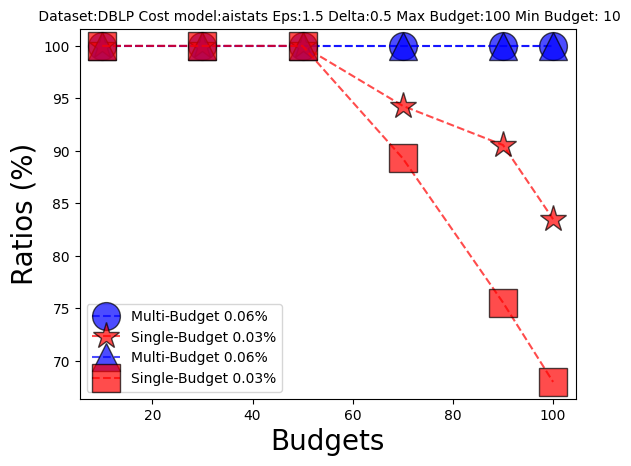 Dataset:DBLP Cost model:aistats Eps:1.5 Delta:0.5 Max Budget:100 Min Budget: 10
100
95
90
85
80
75
70
Ratios (%)
Multi-Budget 0.06%
Single-Budget 0.03%
Multi-Budget 0.06%
Single-Budget 0.03%
20 40 60 80 100
Budgets